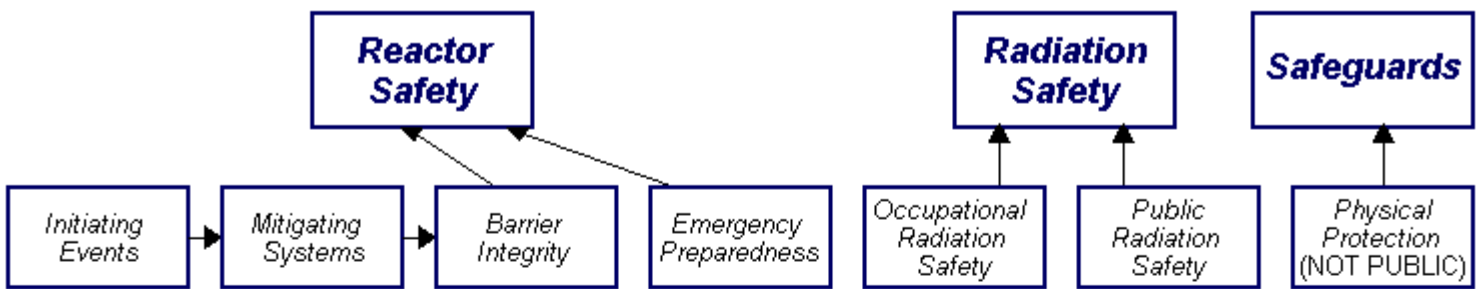 Reactor
Safety
Radiation
Safety
Safeguards
Initiating
Events
Mitigating
Systems
Barrier
Integrity
Emergency
Preparedness
Occupational
Radiation
Safety
Public
Radiation
Safety
Physical
Protection
(NOT PUBLIC)